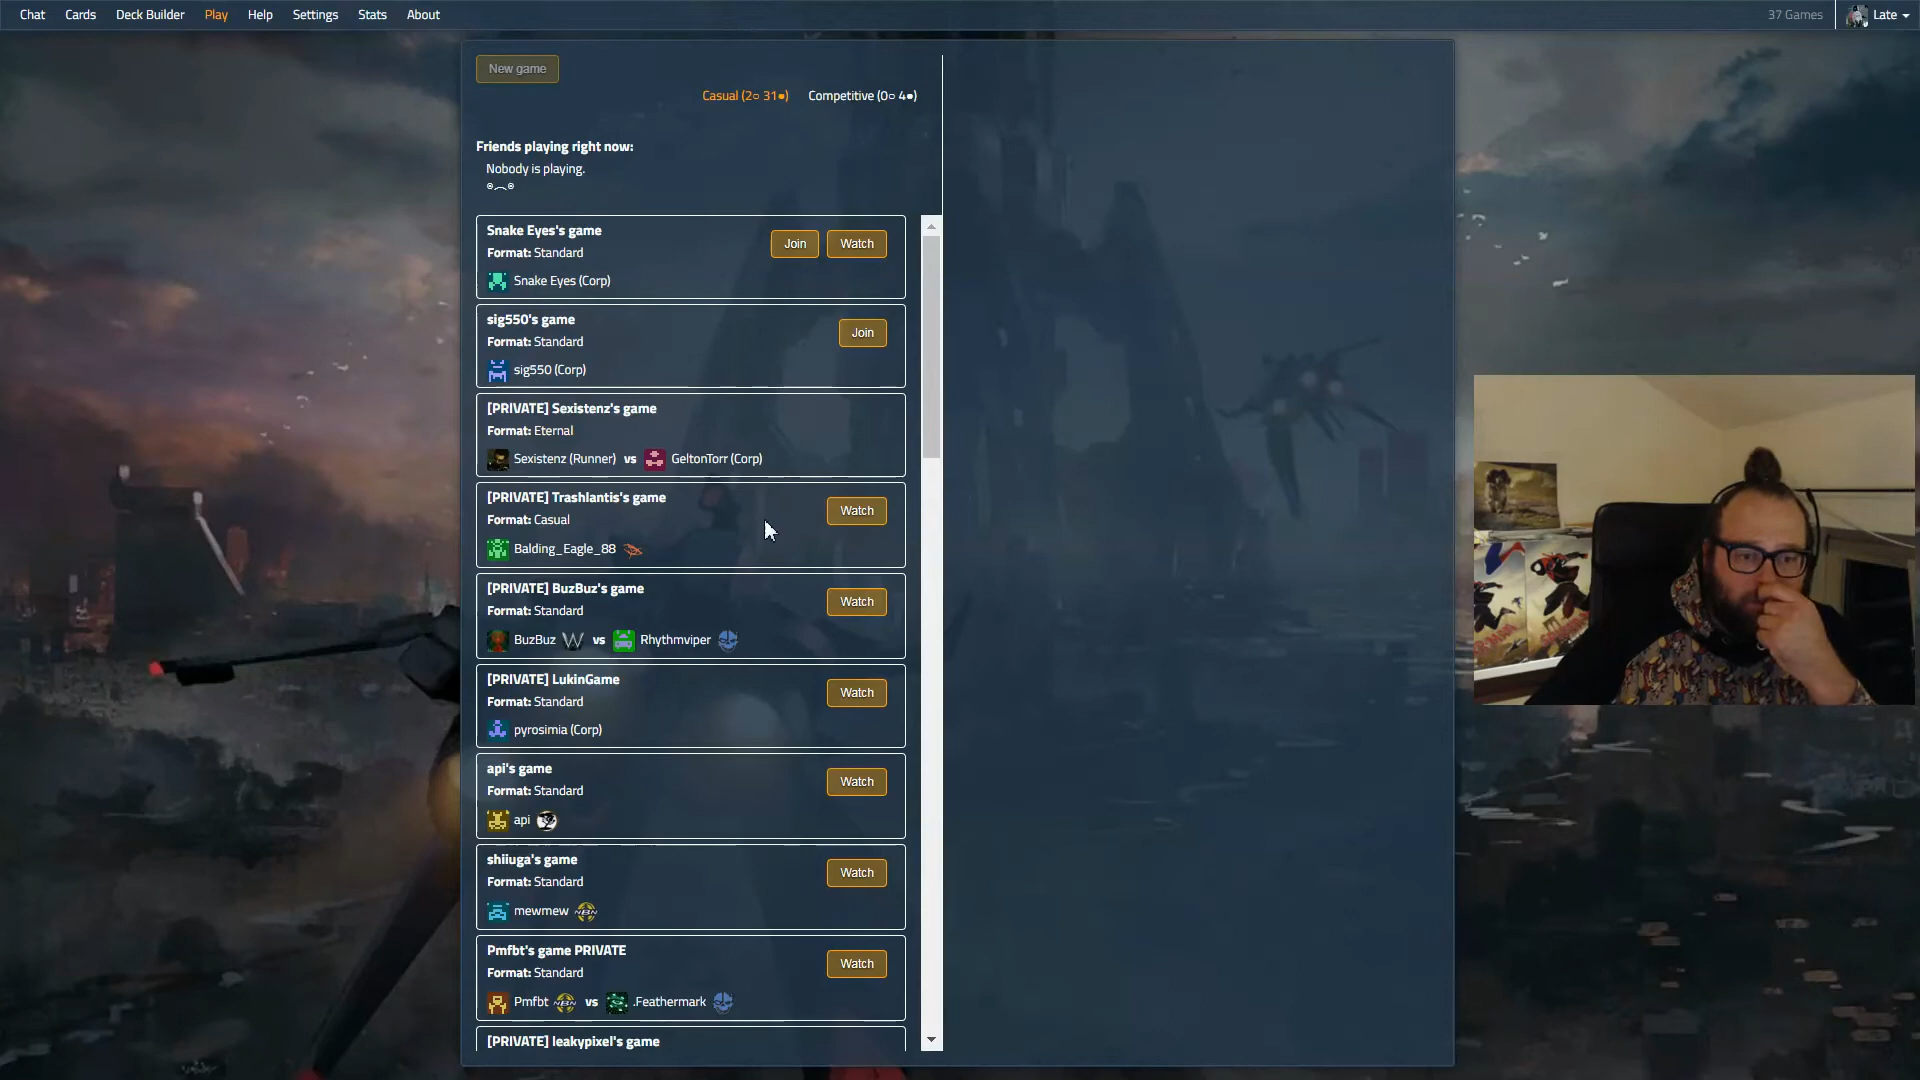 Chat Cards Deck Builder Play Help Settings Stats About 37 Games Late
New game
Casual (2○ 31●) Competitive (0○ 4●)
Friends playing right now:
Nobody is playing.
Snake Eyes's game
Format: Standard
Join Watch
Snake Eyes (Corp)
sig550's game
Format: Standard
Join
sig550 (Corp)
[PRIVATE] Sexistenz's game
Format: Eternal
Sexistenz (Runner) vs GeltonTorr (Corp)
[PRIVATE] Trashlantis's game
Format: Casual
Watch
Balding_Eagle_88
[PRIVATE] BuzBuz's game
Format: Standard
Watch
BuzBuz vs Rhythmviper
[PRIVATE] LukinGame
Format: Standard
Watch
pyrosimia (Corp)
api's game
Format: Standard
Watch
api
shiiuga's game
Format: Standard
Watch
mewmew NBN
Pmfbt's game PRIVATE
Format: Standard
Watch
Pmfbt NBN vs .Feathermark
[PRIVATE] leakypixel's game